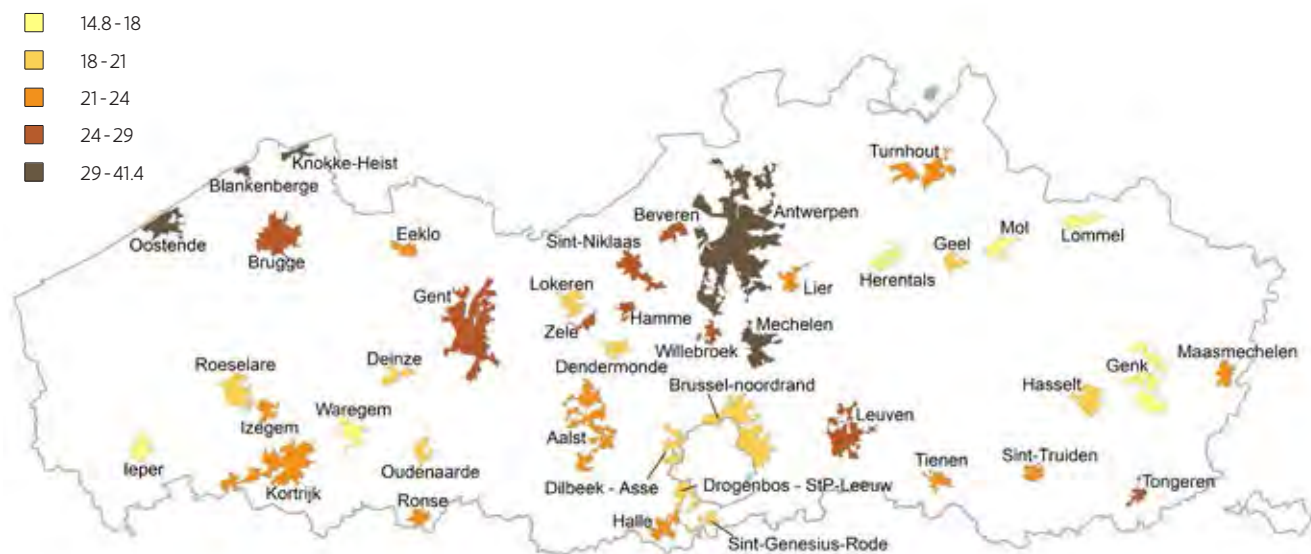 14.8-18
18-21
21-24
24-29
29-41.4
Knokke-Heist
Blankenberge
Oostende
Brugge
Eeklo
Gent
Beveren
Antwerpen
Sint-Niklaas
Lokeren
Zele
Hamme
Willebroek
Mechelen
Lier
Turnhout
Herentals
Geel
Mol
Lommel
Roeselare
Izegem
Ieper
Kortrijk
Waregem
Deinze
Oudenaarde
Ronse
Dendermonde
Aalst
Brussel-noordrand
Dilbeek - Asse
Drogenbos - StP-Leeuw
Halle
Sint-Genesius-Rode
Leuven
Tienen
Sint-Truiden
Hasselt
Genk
Maasmechelen
Tongeren